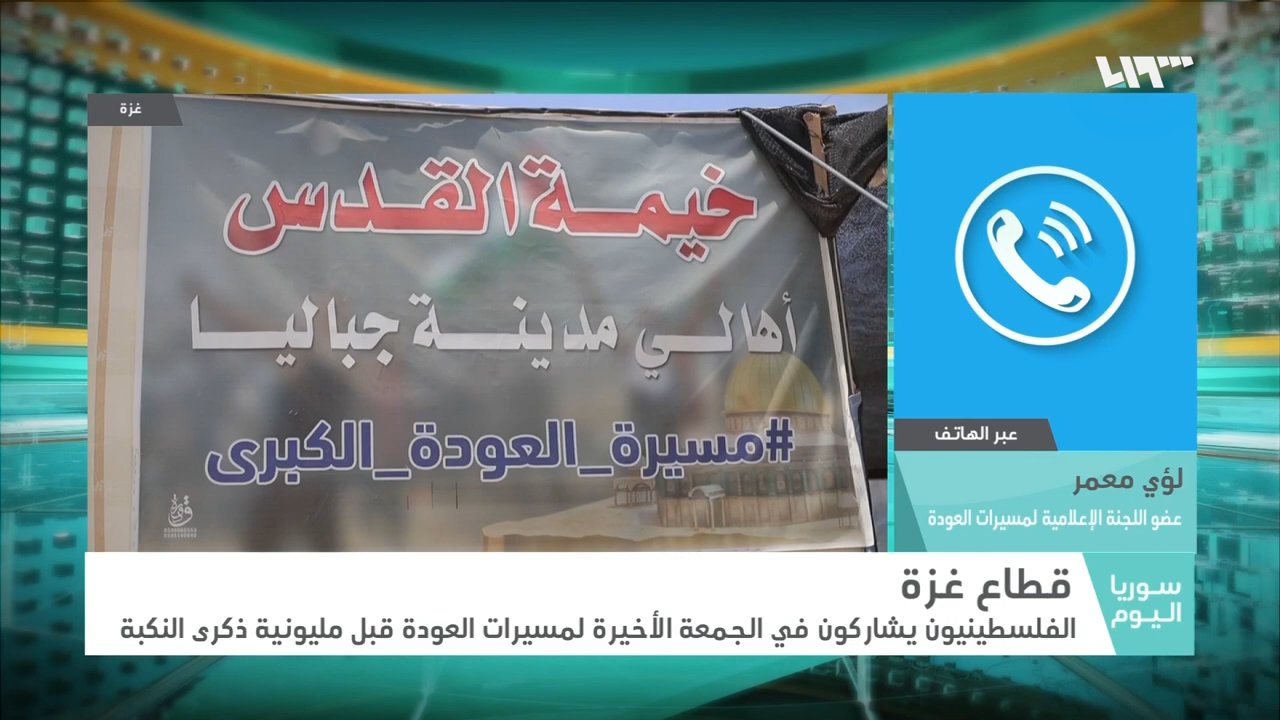 سوريا
غزة
خيمة القدس
أهالي مدينة جباليا
#مسيرة_العودة_الكبرى
عبر الهاتف
لؤي معمر
عضو اللجنة الإعلامية لمسيرات العودة
سوريا
اليوم
قطاع غزة
الفلسطينيون يشاركون في الجمعة الأخيرة لمسيرات العودة قبل مليونية ذكرى النكبة